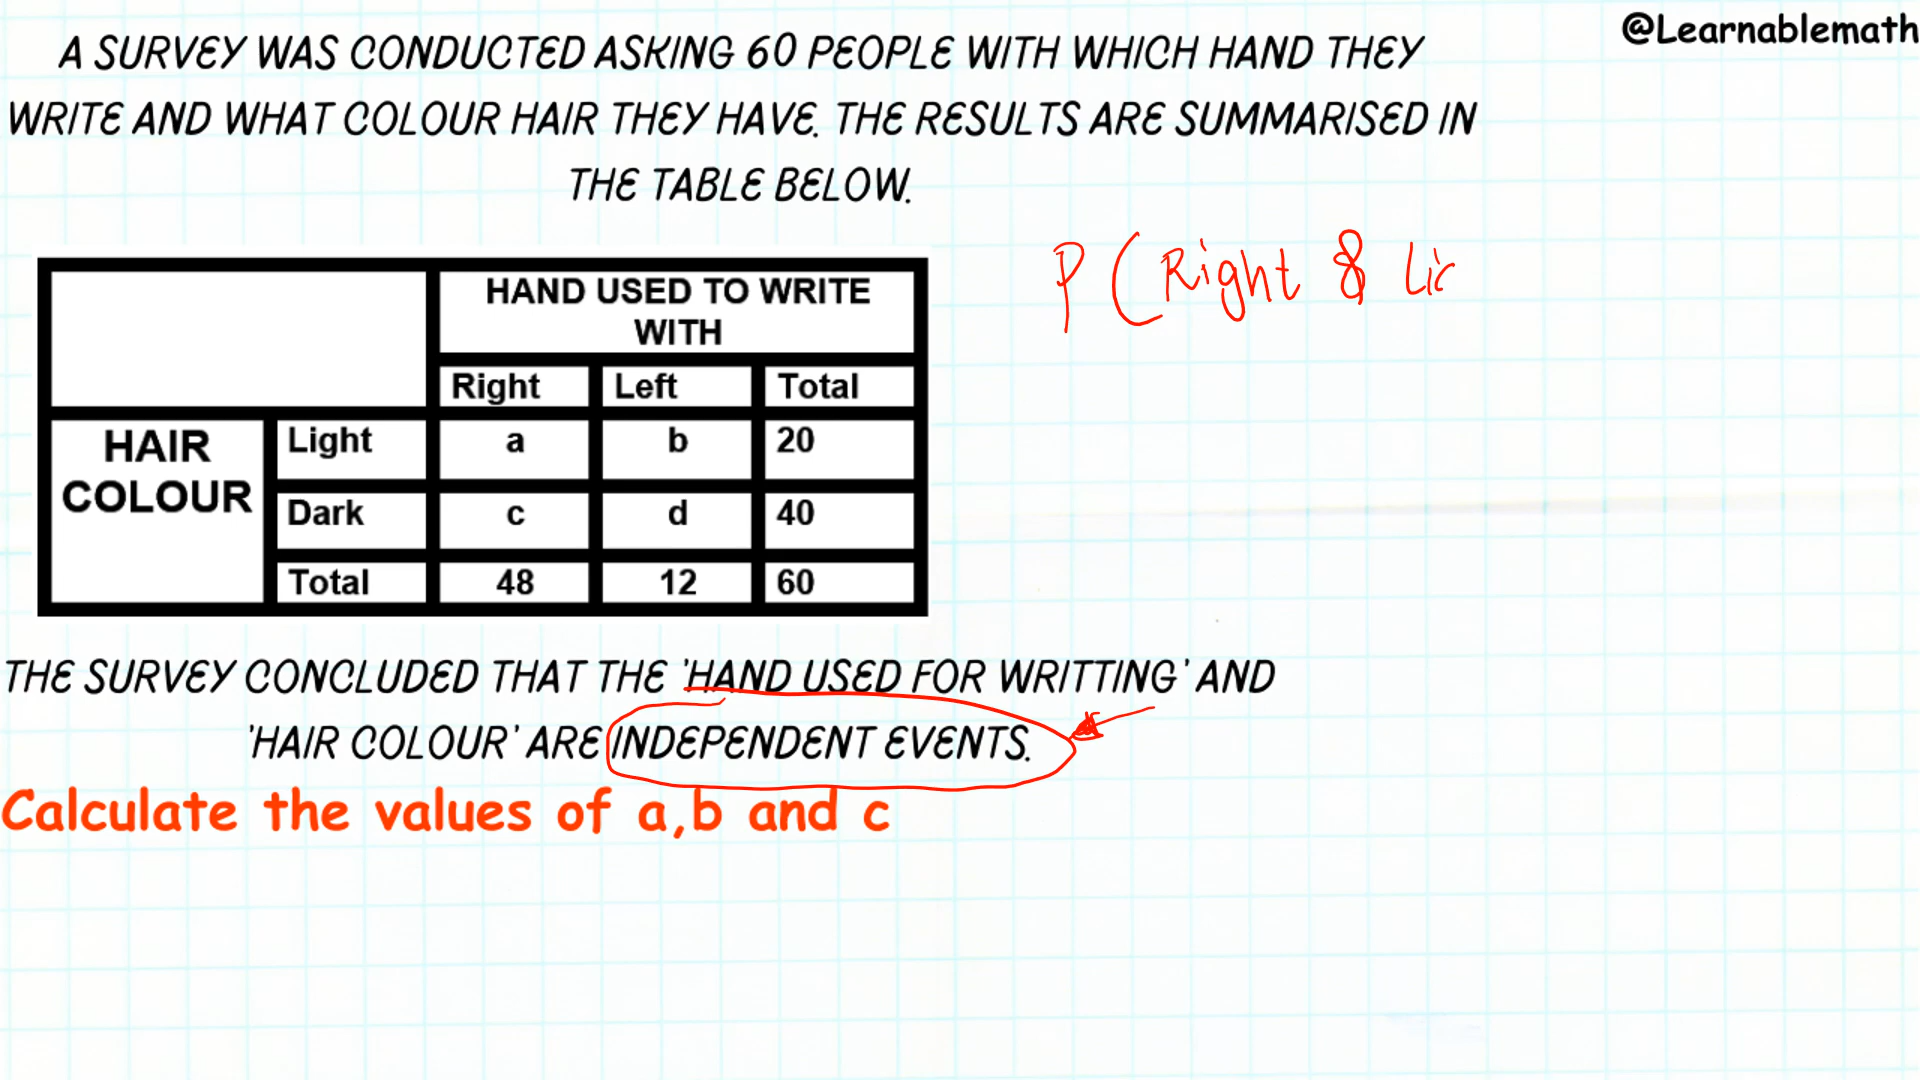 @Learnablemath
A SURVEY WAS CONDUCTED ASKING 60 PEOPLE WITH WHICH HAND THEY
WRITE AND WHAT COLOUR HAIR THEY HAVE. THE RESULTS ARE SUMMARISED IN
THE TABLE BELOW.
P (Right & Lic
HAND USED TO WRITE
WITH
Right Left Total
HAIR
COLOUR
Light a b 20
Dark c d 40
Total 48 12 60
THE SURVEY CONCLUDED THAT THE 'HAND USED FOR WRITTING' AND
'HAIR COLOUR' ARE INDEPENDENT EVENTS.
Calculate the values of a,b and c